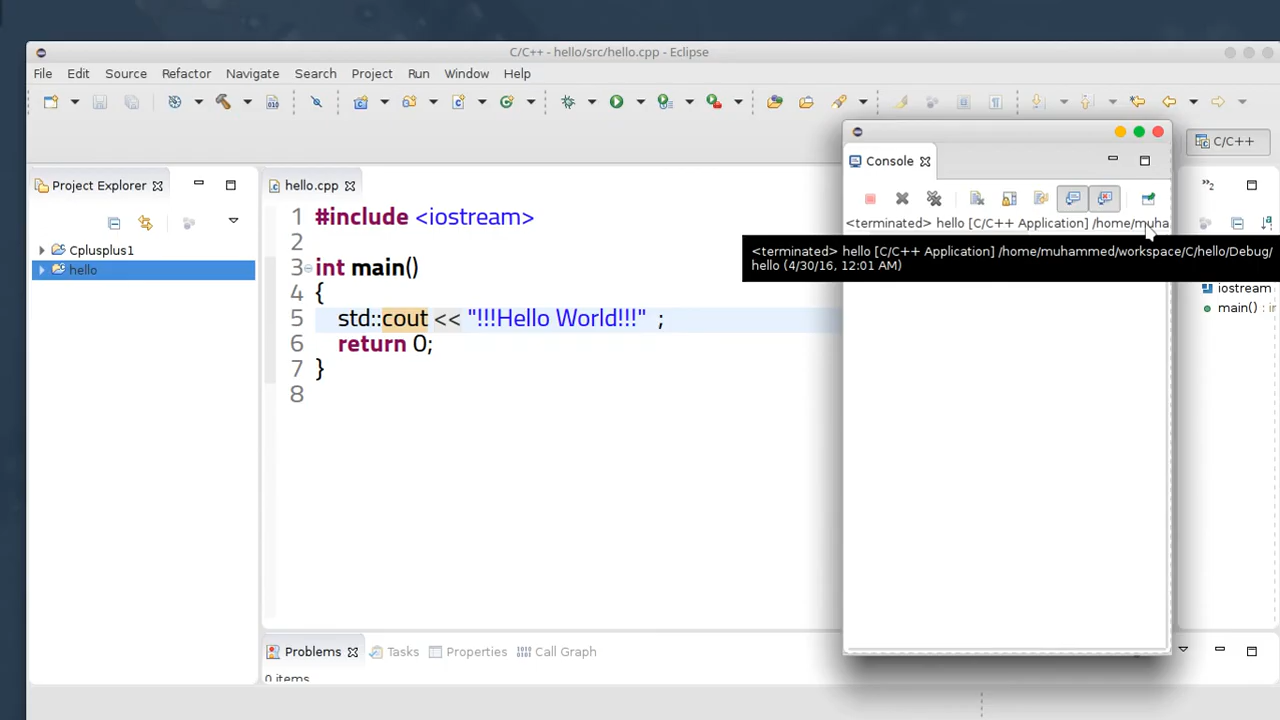 C/C++ - hello/src/hello.cpp - Eclipse
File Edit Source Refactor Navigate Search Project Run Window Help
010
C/C++
Console
Project Explorer
hello.cpp
<terminated> hello [C/C++ Application] /home/muha
<terminated> hello [C/C++ Application] /home/muhammed/workspace/C/hello/Debug/
hello (4/30/16, 12:01 AM)
Cplusplus1
hello
1 #include <iostream>
2
3 int main()
4 {
5 std::cout << "!!!Hello World!!!" ;
6 return 0;
7 }
8
iostream
main() : i
Problems Tasks Properties Call Graph
0 items